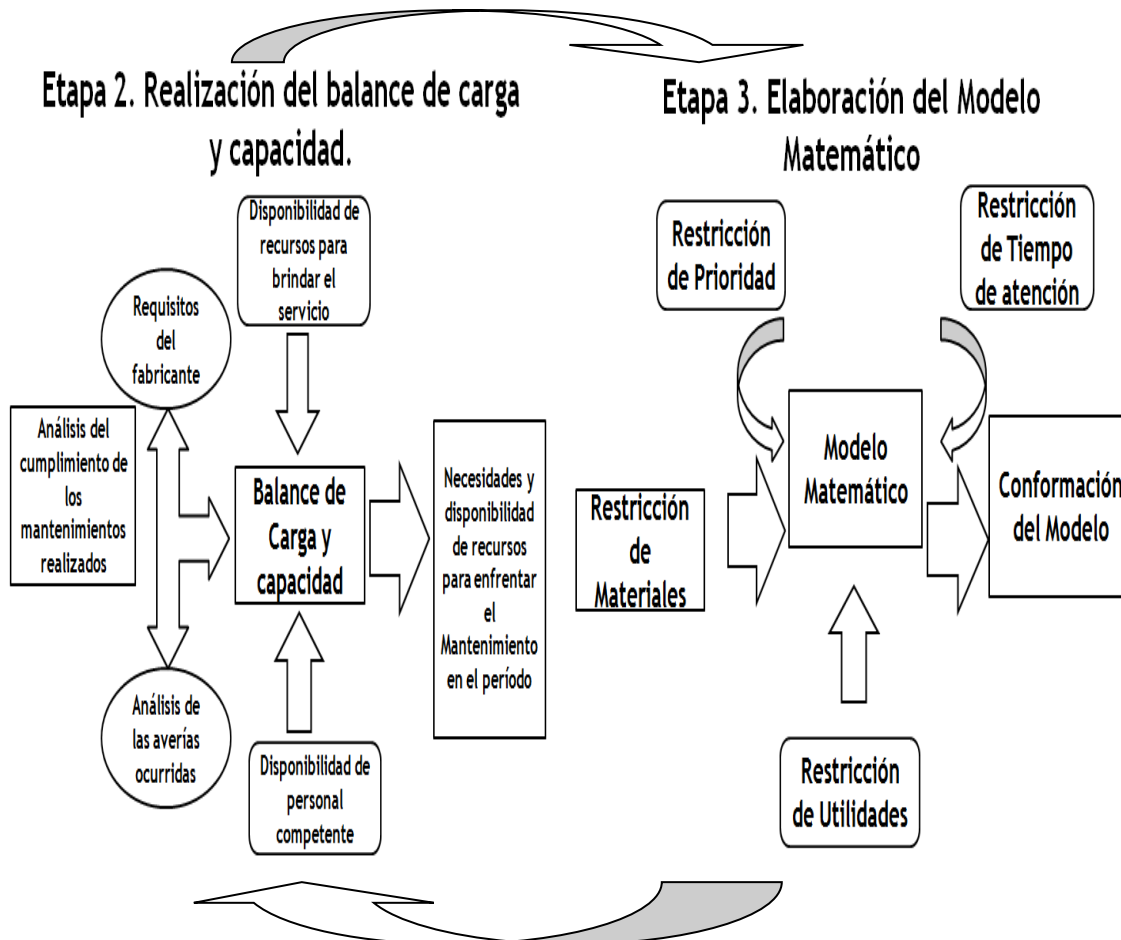 Etapa 2. Realización del balance de carga
y capacidad.
Disponibilidad de
recursos para
brindar el
servicio
Requisitos
del
fabricante
Análisis del
cumplimiento de
los
mantenimientos
realizados
Balance de
Carga y
capacidad
Necesidades y
disponibilidad
de recursos
para enfrentar
el
Mantenimiento
en el período
Análisis de
las averías
ocurridas
Disponibilidad de
personal
competente
Etapa 3. Elaboración del Modelo
Matemático
Restricción
de Prioridad
Restricción
de Tiempo
de atención
Restricción
de
Materiales
Modelo
Matemático
Conformación
del Modelo
Restricción
de Utilidades